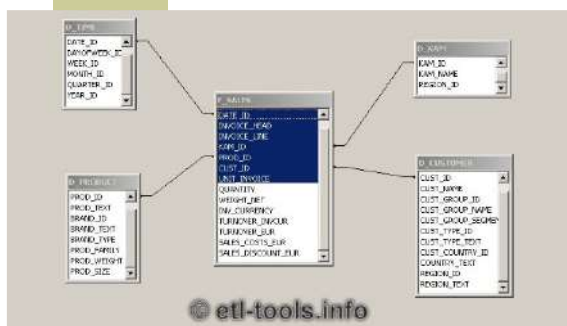 D_TIME
DATE_ID
DAYOFWEEK_ID
WEEK_ID
MONTH_ID
QUARTER_ID
YEAR_ID
D_KAM
KAM_ID
KAM_NAME
REGION_ID
F_SALES
DATE_ID
INVOICE_HEAD
INVOICE_LINE
KAM_ID
PROD_ID
CUST_ID
UNIT_INVOICE
QUANTITY
WEIGHT_NET
INV_CURRENCY
TURNOVER_INVCUR
TURNOVER_EUR
SALES_COSTS_EUR
SALES_DISCOUNT_EUR
D_PRODUCT
PROD_ID
PROD_TEXT
BRAND_ID
BRAND_TEXT
BRAND_TYPE
PROD_FAMILY
PROD_WEIGHT
PROD_SIZE
D_CUSTOMER
CUST_ID
CUST_NAME
CUST_GROUP_ID
CUST_GROUP_NAME
CUST_GROUP_SEGMEN
CUST_TYPE_ID
CUST_TYPE_TEXT
CUST_COUNTRY_ID
COUNTRY_TEXT
REGION_ID
REGION_TEXT
© etl-tools.info